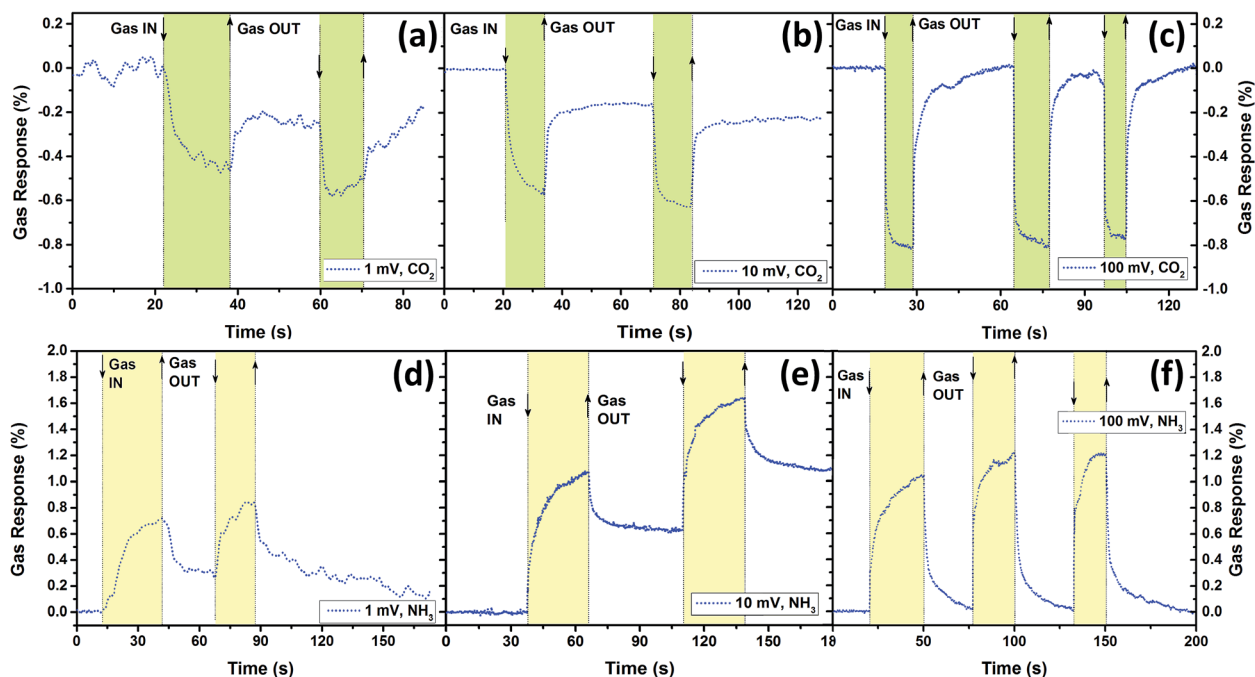 0.2
0.0
-0.2
-0.4
-0.6
-0.8
-1.0
Gas Response (%)
Gas IN
Gas OUT
(a)
1 mV, CO₂
0 20 40 60 80
Time (s)
Gas IN
Gas OUT
(b)
10 mV, CO₂
0 20 40 60 80 100 120
Time (s)
Gas IN
Gas OUT
(c)
100 mV, CO₂
0 30 60 90 120
Time (s)
0.2
0.0
-0.2
-0.4
-0.6
-0.8
-1.0
Gas Response (%)
2.0
1.8
1.6
1.4
1.2
1.0
0.8
0.6
0.4
0.2
0.0
Gas Response (%)
Gas
IN
Gas
OUT
(d)
1 mV, NH₃
0 30 60 90 120 150
Time (s)
Gas
IN
Gas
OUT
(e)
10 mV, NH₃
0 30 60 90 120 150 18
Time (s)
Gas
IN
Gas
OUT
(f)
100 mV, NH₃
25 50 75 100 125 150 175 200
Time (s)
2.0
1.8
1.6
1.4
1.2
1.0
0.8
0.6
0.4
0.2
0.0
Gas Response (%)